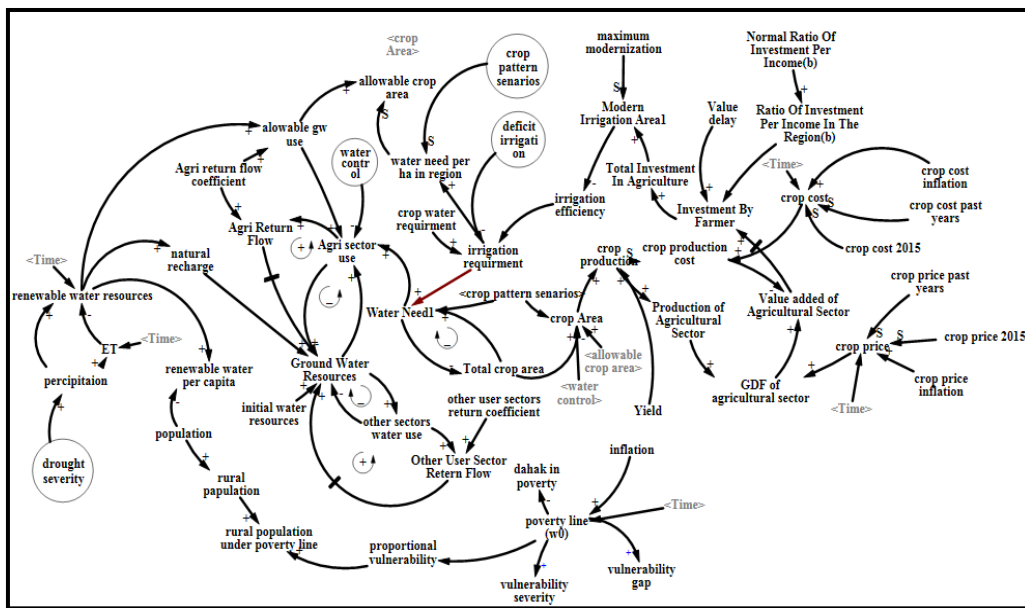 <crop
Area>
allowable crop
area
crop
pattern
senarios
maximum
modernization
Normal Ratio Of
Investment Per
Income(b)
alowable gw
use
water
contr
ol
deficit
irrigati
on
Modern
Irrigation Area1
Value
delay
Ratio Of Investment
Per Income In The
Region(b)
Agri return flow
coefficient
water need per
ha in region
Total Investment
In Agriculture
<Time>
crop cost
inflation
irrigation
efficiency
crop cost
crop cost past
years
Agri Return
Flow
Agri sector
use
crop water
requirment
Investment By
Farmer
crop cost 2015
natural
recharge
irrigation
requirment
crop
production
crop production
cost
<Time>
renewable water resources
crop price past
years
<crop pattern senarios>
Water Need1
crop Area
Production of
Agricultural
Sector
Value added of
Agricultural Sector
crop price 2015
ET
<Time>
crop price
percipitaion
renewable water
per capita
Ground Water
Resources
Total crop area
<allowable
crop area>
<water
control>
GDF of
agricultural sector
crop price
inflation
<Time>
initial water
resources
other sectors
water use
other user sectors
return coefficient
Yield
population
drought
severity
Other User Sector
Retern Flow
inflation
rural
papulation
dahak in
poverty
<Time>
rural population
under poverty line
poverty line
(w0)
proportional
vulnerability
vulnerability
severity
vulnerability
gap